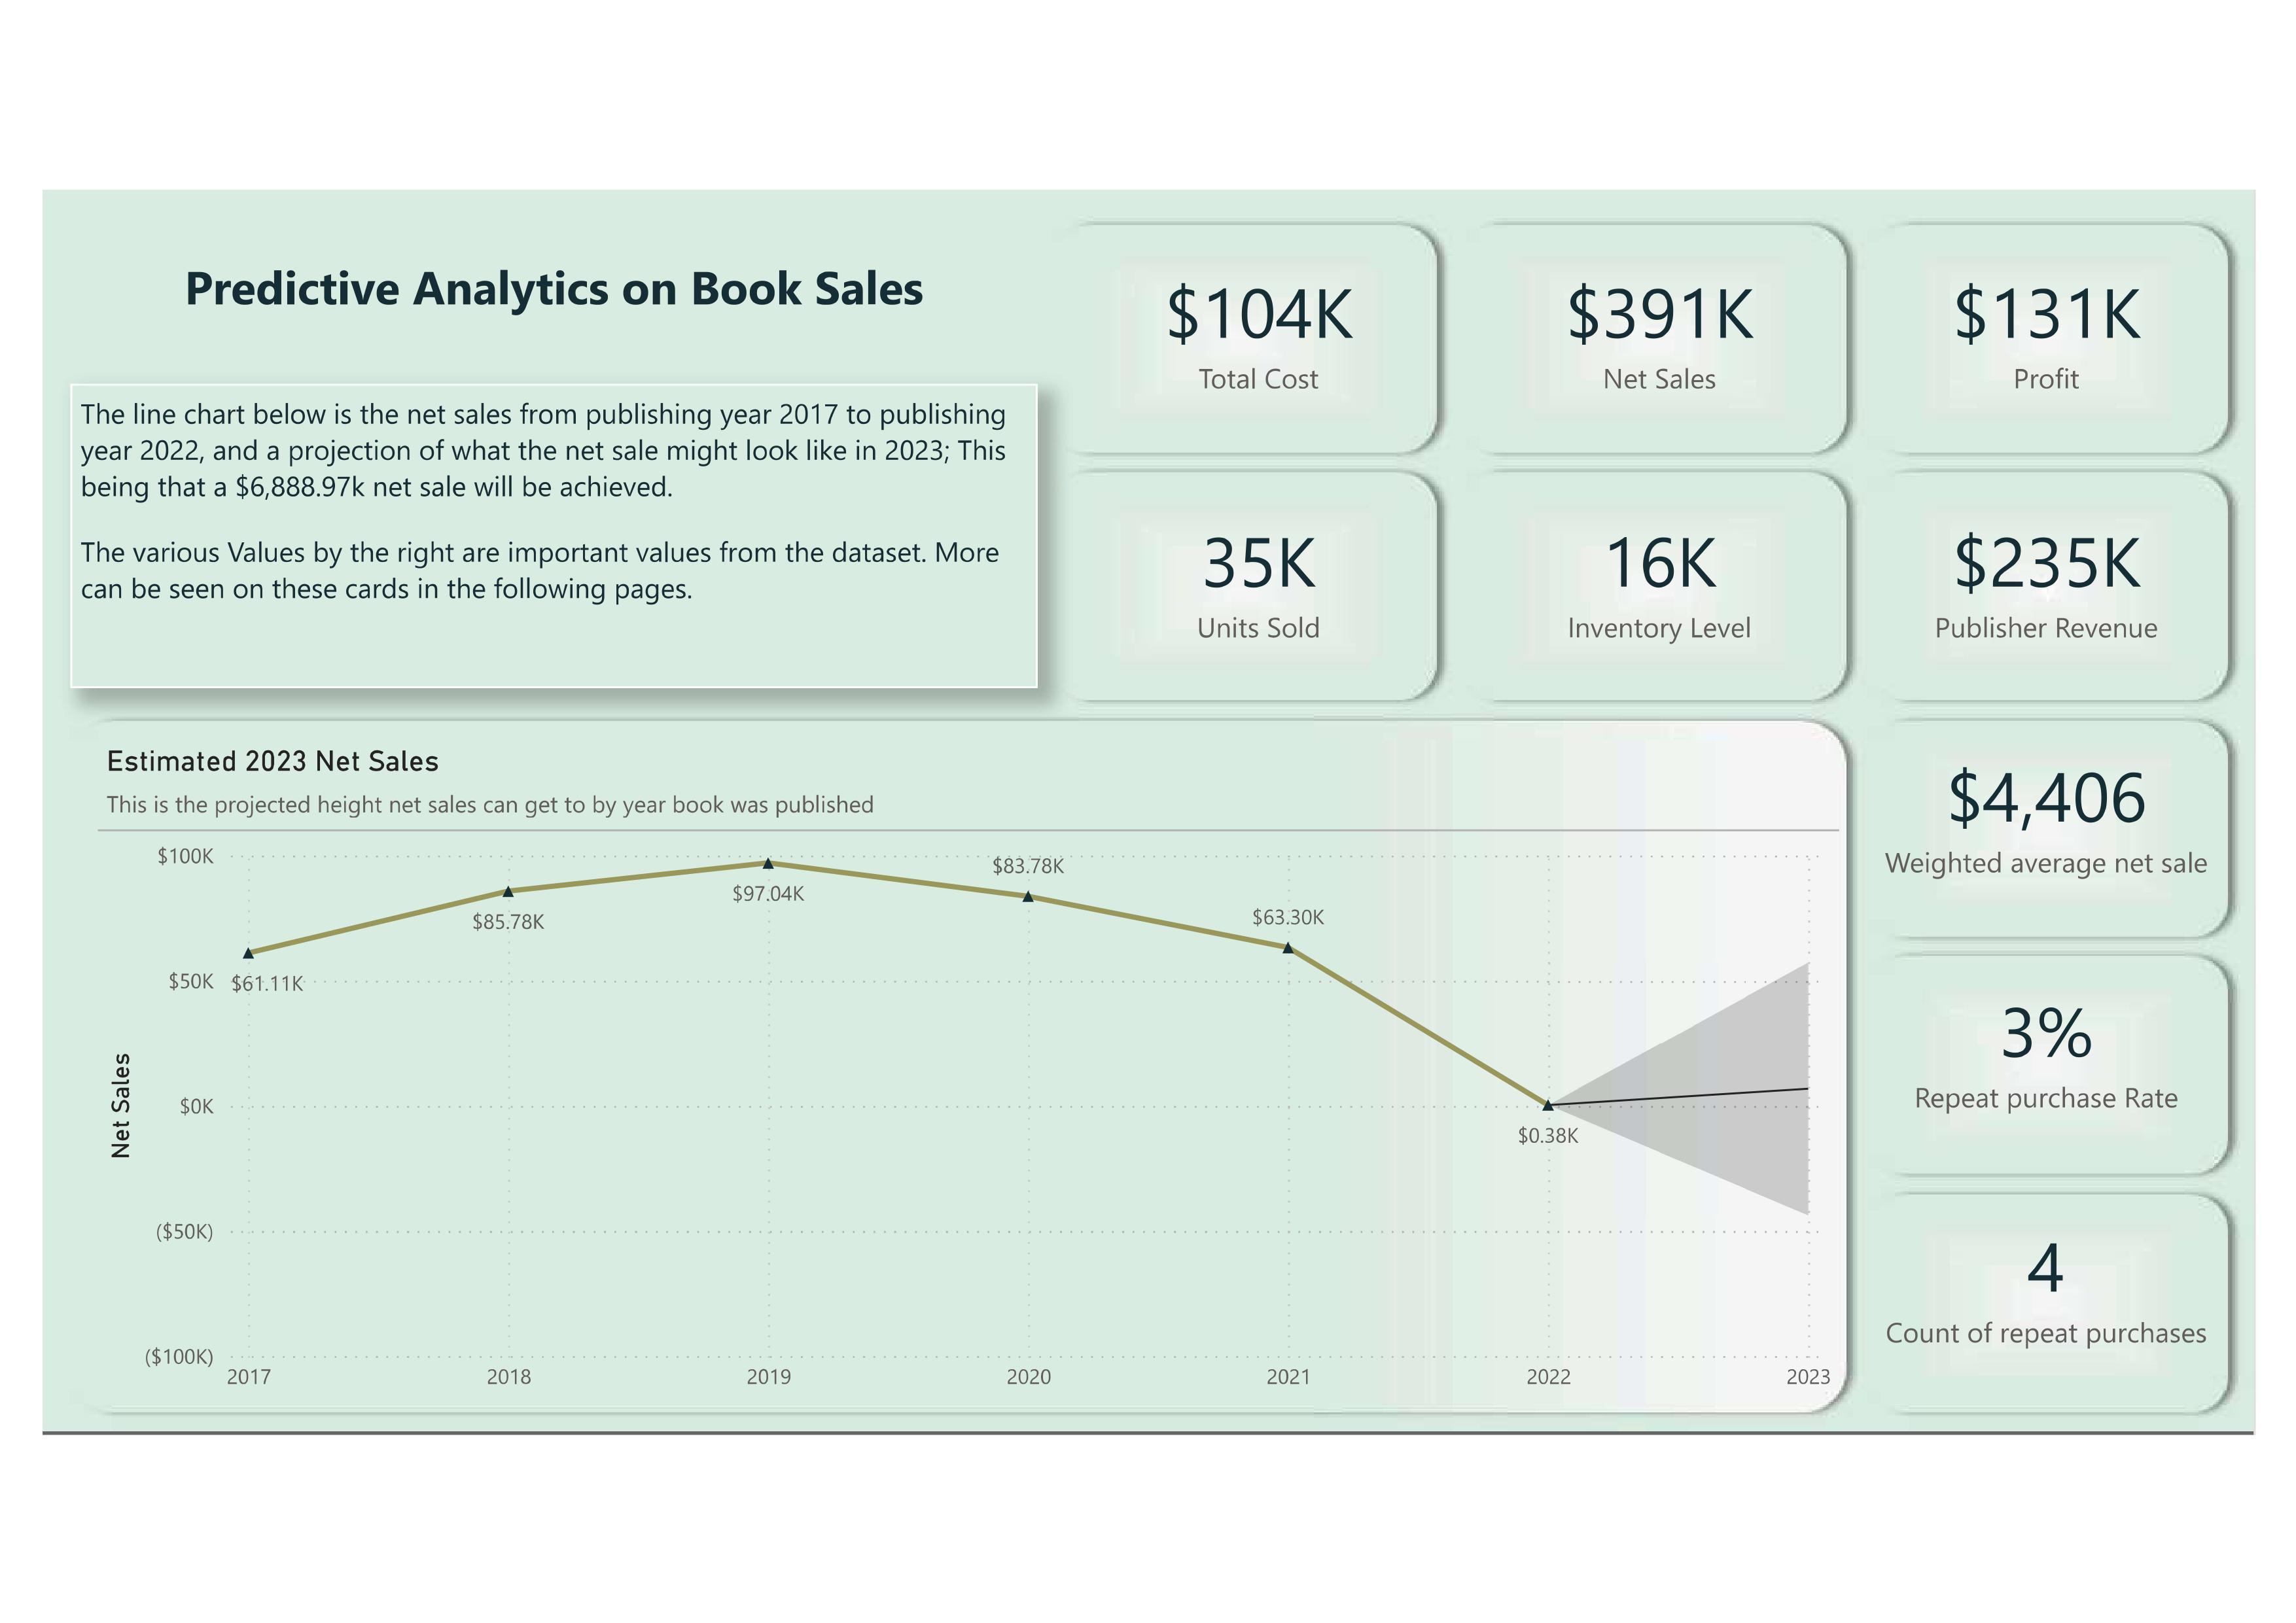 Predictive Analytics on Book Sales
The line chart below is the net sales from publishing year 2017 to publishing
year 2022, and a projection of what the net sale might look like in 2023; This
being that a $6,888.97k net sale will be achieved.
The various Values by the right are important values from the dataset. More
can be seen on these cards in the following pages.
$104K
Total Cost
$391K
Net Sales
$131K
Profit
35K
Units Sold
16K
Inventory Level
$235K
Publisher Revenue
$4,406
Weighted average net sale
3%
Repeat purchase Rate
4
Count of repeat purchases
Estimated 2023 Net Sales
This is the projected height net sales can get to by year book was published
Net Sales
$100K
$50K
$0K
($50K)
($100K)
$61.11K
$85.78K
$97.04K
$83.78K
$63.30K
$0.38K
2017
2018
2019
2020
2021
2022
2023